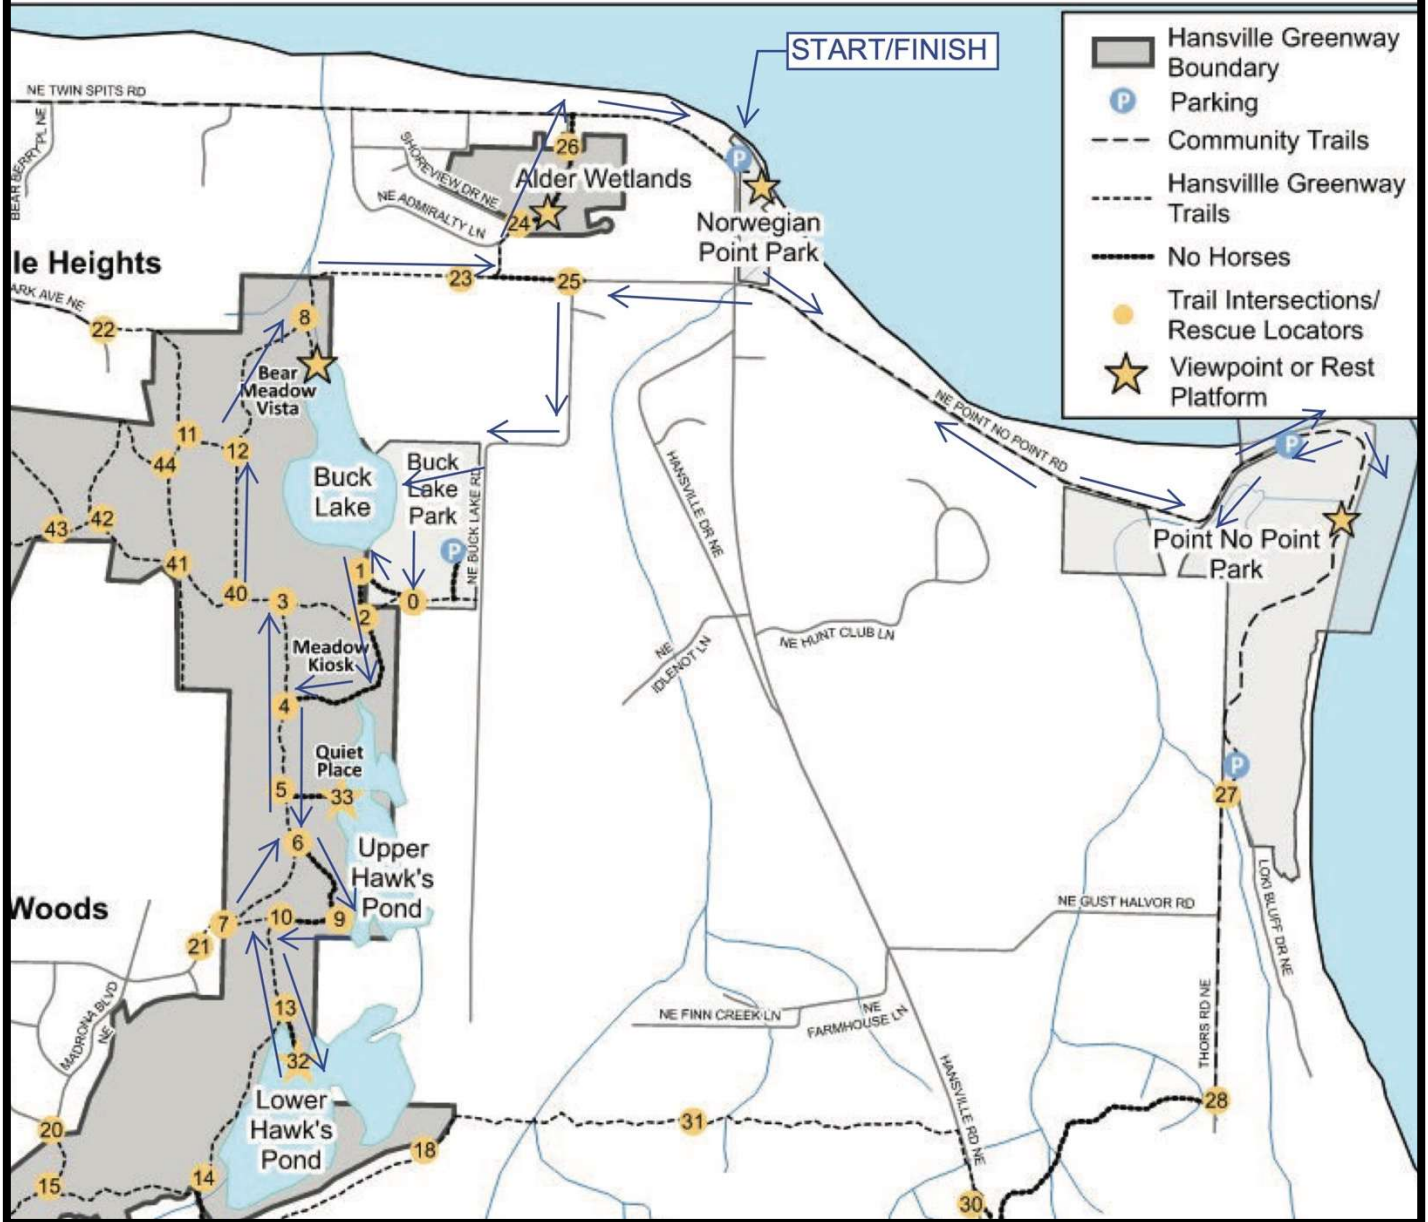 START/FINISH
Hansville Greenway
Boundary
P
Parking
Community Trails
Hansvillle Greenway
Trails
No Horses
Trail Intersections/
Rescue Locators
Viewpoint or Rest
Platform
NE TWIN SPITS RD
BEAR BERRY PL NE
SHOREVIEW DR NE
NE ADMIRALTY LN
26
Alder Wetlands
24
P
Norwegian
Point Park
le Heights
ARK AVE NE
22
23
25
8
Bear
Meadow
Vista
11
12
44
Buck
Lake
Buck
Lake
Park
P
NE BUCK LAKE RD
43
42
41
40
3
1
2
0
Meadow
Kiosk
4
Quiet
Place
5
33
6
Upper
Hawk's
Pond
Woods
7
10
9
21
MADRONA BLVD
NE
13
32
Lower
Hawk's
Pond
20
15
14
18
31
30
28
27
HANSVILLE DR NE
NE
IDLENOT LN
NE HUNT CLUB LN
NE POINT NO POINT RD
P
Point No Point
Park
P
NE GUST HALVOR RD
LOKI BLUFF DR NE
THORS RD NE
NE FINN CREEK LN
NE
FARMHOUSE LN
HANSVILLE RD NE